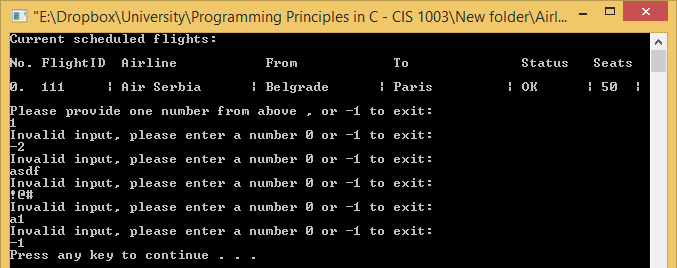 "E:\Dropbox\University\Programming Principles in C - CIS 1003\New folder\Airl...
Current scheduled flights:
No. FlightID Airline From To Status Seats
0. 111 ¦ Air Serbia ¦ Belgrade ¦ Paris ¦ OK ¦ 50 ¦
Please provide one number from above , or -1 to exit:
1
Invalid input, please enter a number 0 or -1 to exit:
-2
Invalid input, please enter a number 0 or -1 to exit:
asdf
Invalid input, please enter a number 0 or -1 to exit:
!@#
Invalid input, please enter a number 0 or -1 to exit:
a1
Invalid input, please enter a number 0 or -1 to exit:
-1
Press any key to continue . . .